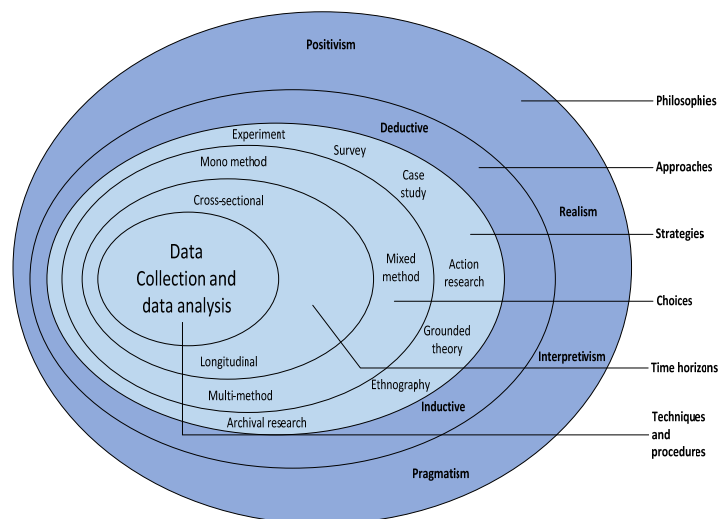 Positivism
Philosophies
Deductive
Experiment
Survey
Mono method
Approaches
Case
study
Cross-sectional
Realism
Strategies
Data
Collection and
data analysis
Mixed
method
Action
research
Choices
Grounded
theory
Interpretivism
Longitudinal
Time horizons
Ethnography
Multi-method
Inductive
Archival research
Techniques
and
procedures
Pragmatism